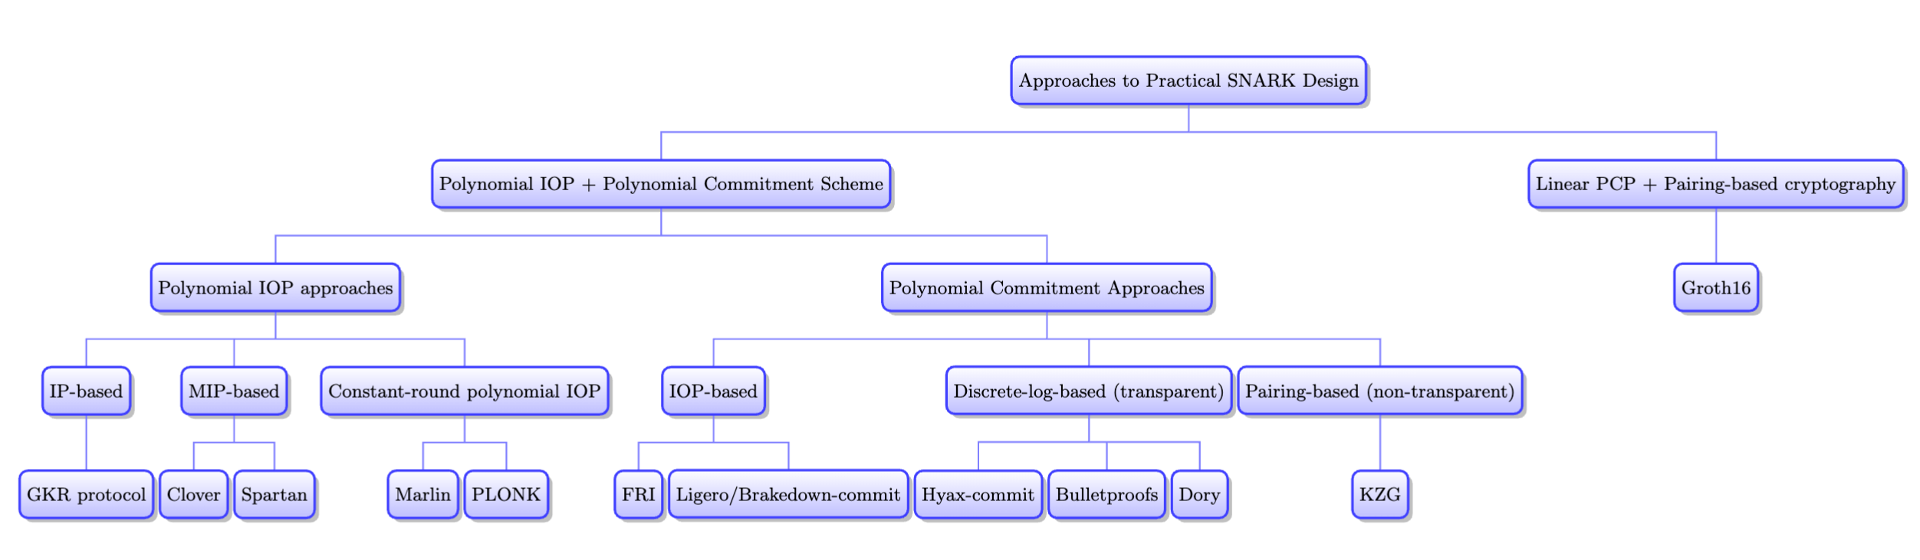 Approaches to Practical SNARK Design
Polynomial IOP + Polynomial Commitment Scheme
Linear PCP + Pairing-based cryptography
Polynomial IOP approaches
Polynomial Commitment Approaches
Groth16
IP-based
MIP-based
Constant-round polynomial IOP
IOP-based
Discrete-log-based (transparent)
Pairing-based (non-transparent)
GKR protocol
Clover
Spartan
Marlin
PLONK
FRI
Ligero/Brakedown-commit
Hyax-commit
Bulletproofs
Dory
KZG